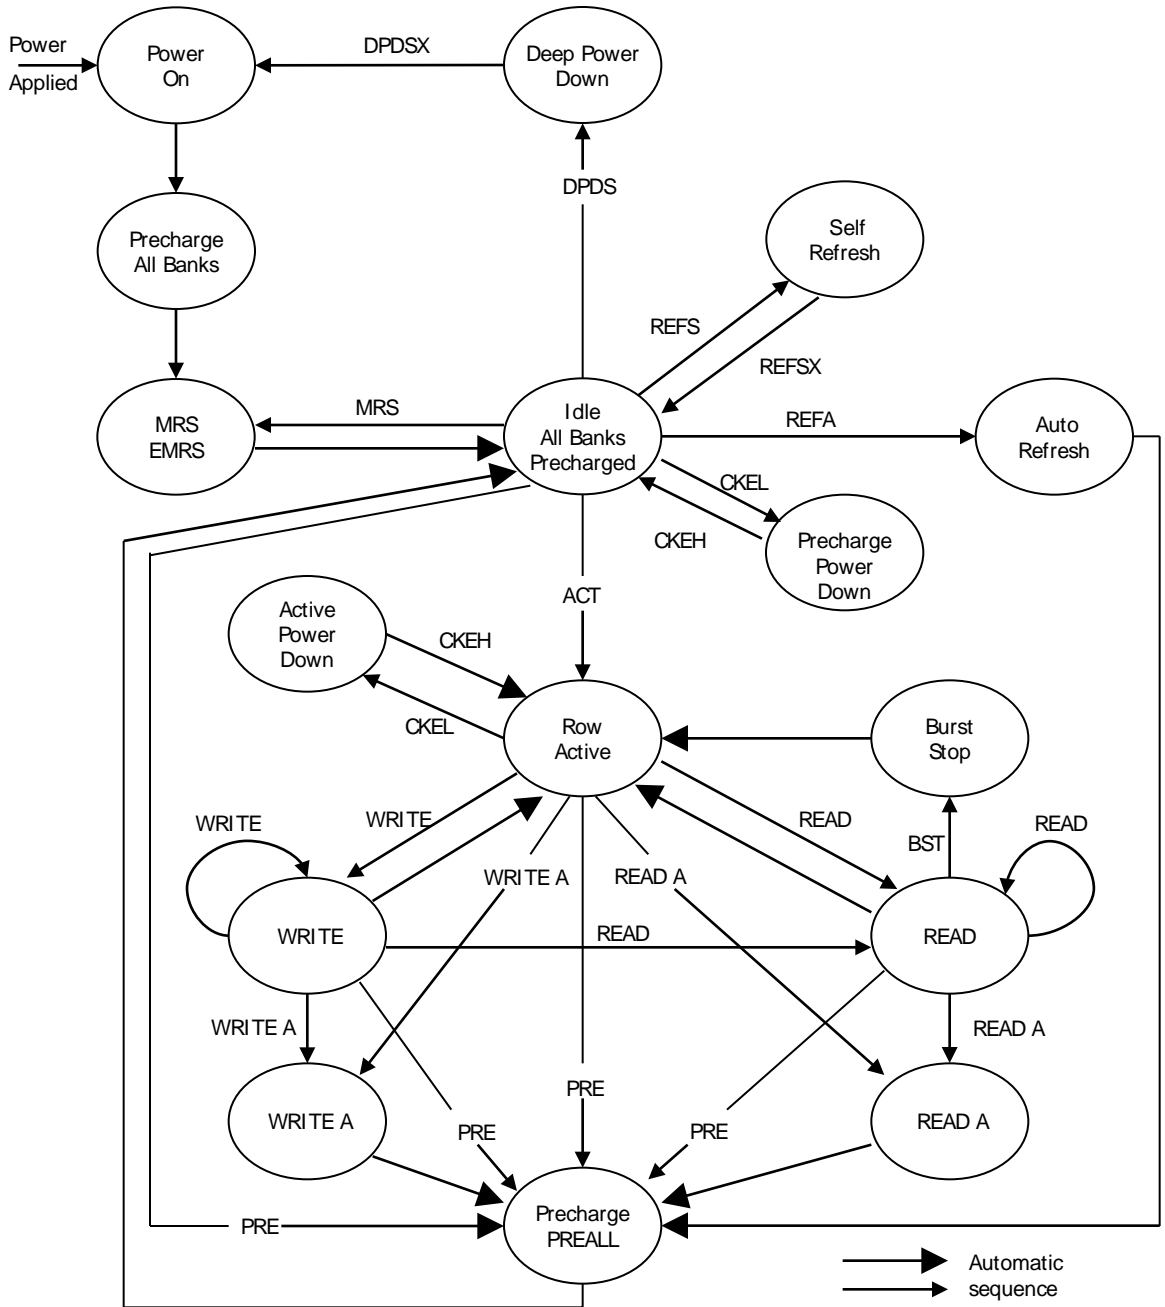 Power
Applied
Power
On
DPDSX
Deep Power
Down
DPDS
Precharge
All Banks
Self
Refresh
REFS
REFSX
MRS
EMRS
MRS
Idle
All Banks
Precharged
REFA
Auto
Refresh
CKEL
CKEH
Precharge
Power
Down
ACT
Active
Power
Down
CKEH
CKEL
Row
Active
Burst
Stop
WRITE
WRITE
READ
BST
READ
WRITE A
READ A
WRITE
READ
READ
WRITE A
READ A
WRITE A
PRE
PRE
PRE
READ A
Precharge
PREALL
PRE
Automatic
sequence